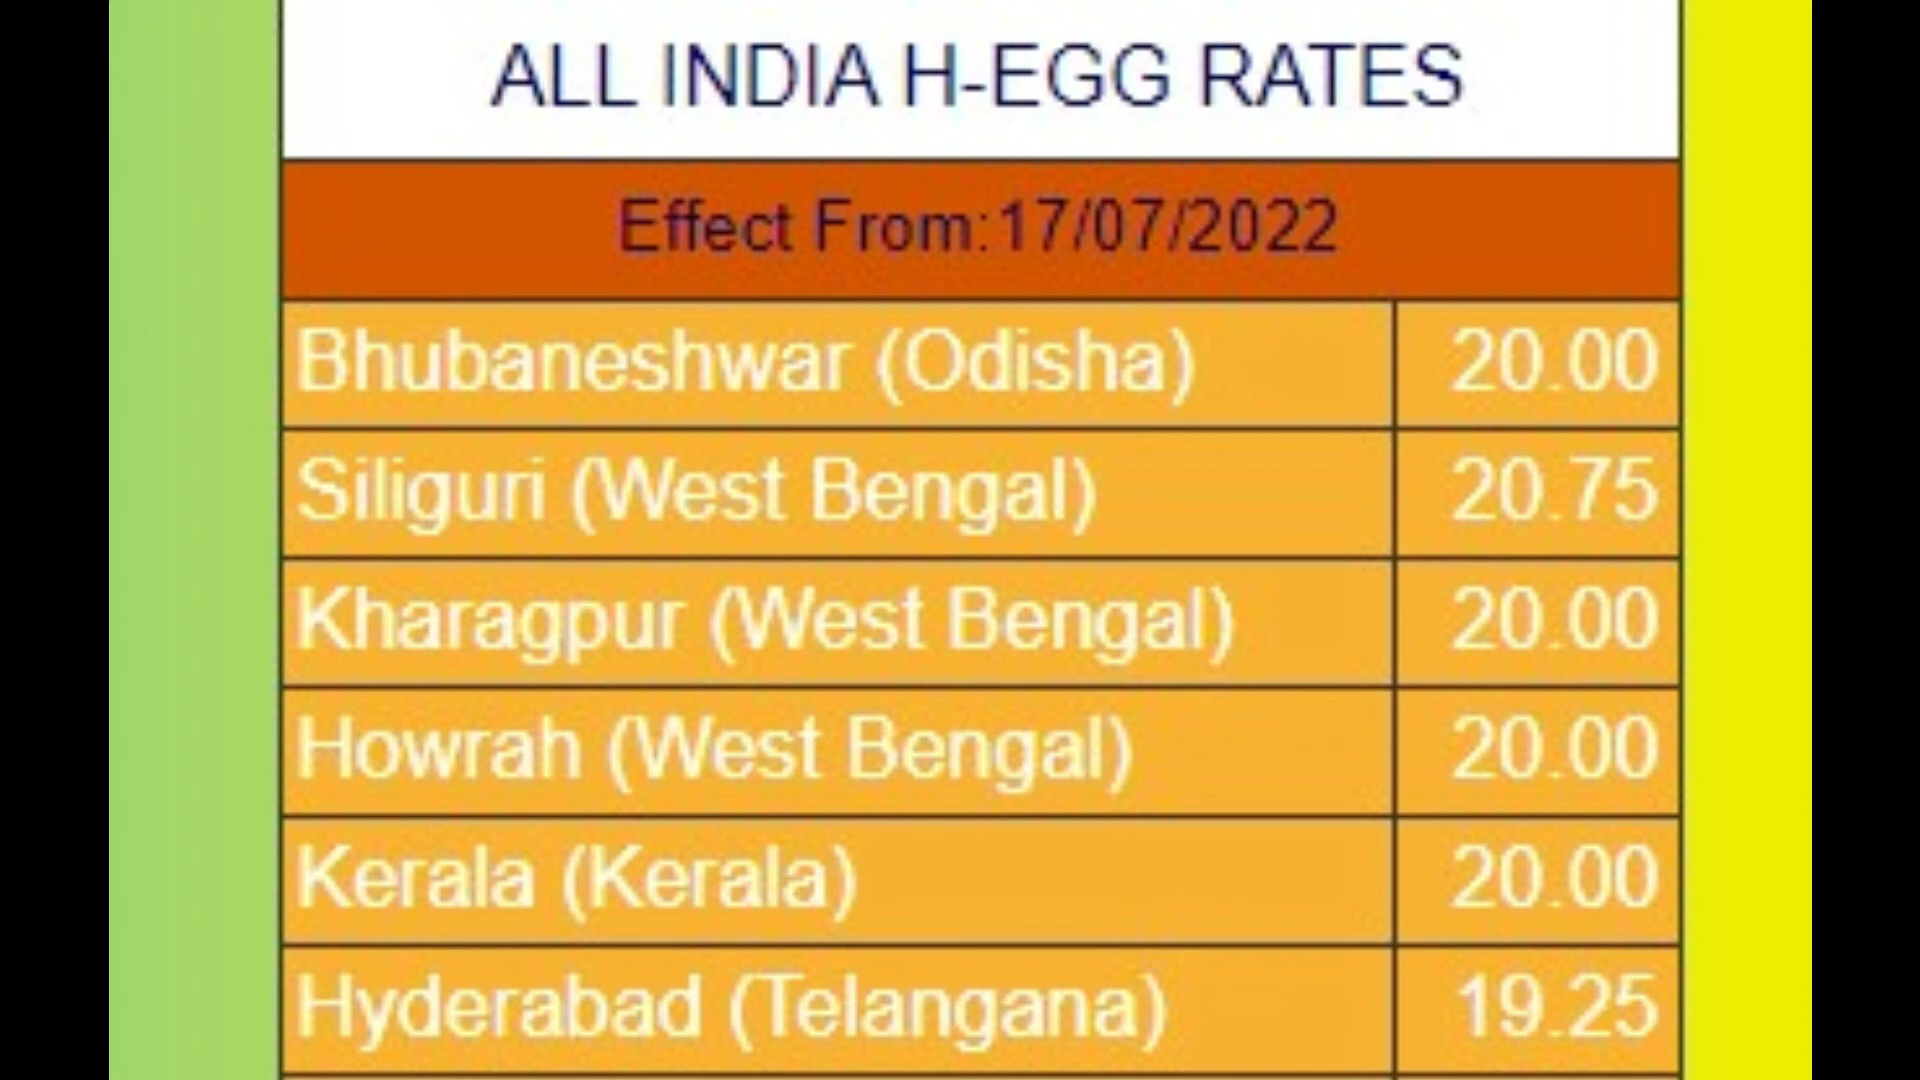 ALL INDIA H-EGG RATES
Effect From:17/07/2022
Bhubaneshwar (Odisha) 20.00
Siliguri (West Bengal) 20.75
Kharagpur (West Bengal) 20.00
Howrah (West Bengal) 20.00
Kerala (Kerala) 20.00
Hyderabad (Telangana) 19.25